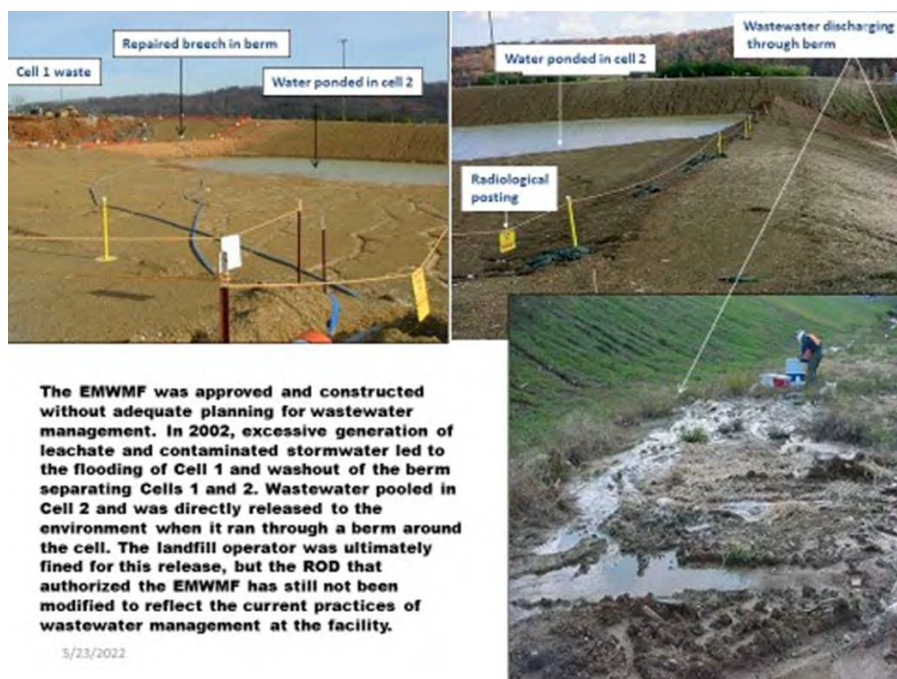 Repaired breech in berm
Cell 1 waste
Water ponded in cell 2
Water ponded in cell 2
Wastewater discharging
through berm
Radiological
posting
The EMWMF was approved and constructed
without adequate planning for wastewater
management. In 2002, excessive generation of
leachate and contaminated stormwater led to
the flooding of Cell 1 and washout of the berm
separating Cells 1 and 2. Wastewater pooled in
Cell 2 and was directly released to the
environment when it ran through a berm around
the cell. The landfill operator was ultimately
fined for this release, but the ROD that
authorized the EMWMF has still not been
modified to reflect the current practices of
wastewater management at the facility.
5/23/2022